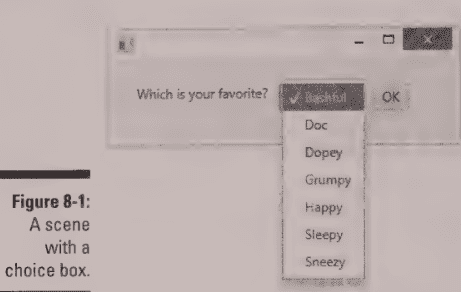 Which is your favorite? ✓ Bashful OK
Doc
Dopey
Grumpy
Happy
Sleepy
Sneezy
Figure 8-1:
A scene
with a
choice box.